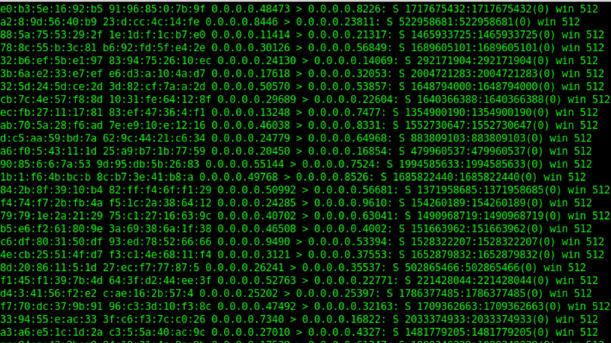 e0:b3:5e:16:92:b5 91:96:85:0:7b:9f 0.0.0.0.48473 > 0.0.0.0.8226: S 1717675432:1717675432(0) win 512
a2:8:9d:56:40:b9 23:d:cc:4c:14:fe 0.0.0.0.8446 > 0.0.0.0.23811: S 522958681:522958681(0) win 512
88:5a:75:53:29:2f 1e:1d:f:1c:b7:e0 0.0.0.0.11414 > 0.0.0.0.21317: S 1465933725:1465933725(0) win 512
78:8c:55:b:3c:81 b6:92:fd:5f:e4:2e 0.0.0.0.30126 > 0.0.0.0.56849: S 1689605101:1689605101(0) win 512
32:b6:ef:5b:e1:97 83:94:75:26:10:ec 0.0.0.0.24130 > 0.0.0.0.14069: S 292171904:292171904(0) win 512
3b:6a:e2:33:e7:ef e6:d3:a:10:4a:d7 0.0.0.0.17618 > 0.0.0.0.32053: S 2004721283:2004721283(0) win 512
32:5d:24:5d:ce:2d 3d:82:cf:7a:a:2d 0.0.0.0.50570 > 0.0.0.0.53857: S 1648794000:1648794000(0) win 512
cb:7c:4e:57:f8:8d 10:31:fe:64:12:8f 0.0.0.0.29689 > 0.0.0.0.22604: S 1640366388:1640366388(0) win 512
ec:fb:27:11:17:81 83:ef:47:36:4:f1 0.0.0.0.13248 > 0.0.0.0.7477: S 1354900190:1354900190(0) win 512
ab:70:5a:28:f6:ad 7e:e9:10:e:12:16 0.0.0.0.46038 > 0.0.0.0.8331: S 1552730647:1552730647(0) win 512
d:c5:aa:59:bd:7a 62:9c:44:21:c6:34 0.0.0.0.24779 > 0.0.0.0.64968: S 883809103:883809103(0) win 512
a6:f0:5:43:11:1d 25:a9:b7:1b:77:59 0.0.0.0.20450 > 0.0.0.0.16854: S 479960537:479960537(0) win 512
90:85:6:6:7a:53 9d:95:db:5b:26:83 0.0.0.0.55144 > 0.0.0.0.7524: S 1994585633:1994585633(0) win 512
1b:1:f6:4b:bc:b 8c:b7:3e:41:b8:a 0.0.0.0.49768 > 0.0.0.0.8526: S 1685822440:1685822440(0) win 512
84:2b:8f:39:10:b4 82:ff:f4:6f:f1:29 0.0.0.0.50992 > 0.0.0.0.56681: S 1371958685:1371958685(0) win 512
f4:74:f7:2b:fb:4a f5:1c:2a:38:64:12 0.0.0.0.24285 > 0.0.0.0.9610: S 154260189:154260189(0) win 512
79:79:1e:2a:21:29 75:c1:27:16:63:9c 0.0.0.0.40702 > 0.0.0.0.63041: S 1490968719:1490968719(0) win 512
b5:e6:f2:61:80:9e 3a:69:38:6a:1f:38 0.0.0.0.46508 > 0.0.0.0.4002: S 151663962:151663962(0) win 512
c6:df:80:31:50:df 93:ed:78:52:66:66 0.0.0.0.9490 > 0.0.0.0.53394: S 1528322207:1528322207(0) win 512
4e:cb:25:51:4f:d7 f3:c1:4e:68:11:f4 0.0.0.0.3121 > 0.0.0.0.37553: S 1652879832:1652879832(0) win 512
8d:20:86:11:5:1d 27:ec:f7:77:87:5 0.0.0.0.26241 > 0.0.0.0.35537: S 502865466:502865466(0) win 512
f1:45:f1:39:7b:4d 64:3f:d2:44:ee:3f 0.0.0.0.52763 > 0.0.0.0.22771: S 221428044:221428044(0) win 512
d4:3:41:56:f2:e2 c:ae:16:2b:57:4 0.0.0.0.25202 > 0.0.0.0.25397: S 1786377485:1786377485(0) win 512
f7:70:dc:37:9b:91 96:c3:3d:10:f3:8c 0.0.0.0.47492 > 0.0.0.0.32163: S 1709362663:1709362663(0) win 512
33:94:55:e:ac:33 3f:c6:f3:7c:c0:26 0.0.0.0.7340 > 0.0.0.0.16822: S 2033374933:2033374933(0) win 512
a3:a6:e5:1c:1d:2a c3:5:5a:40:ac:9c 0.0.0.0.27010 > 0.0.0.0.4327: S 1481779205:1481779205(0) win 512